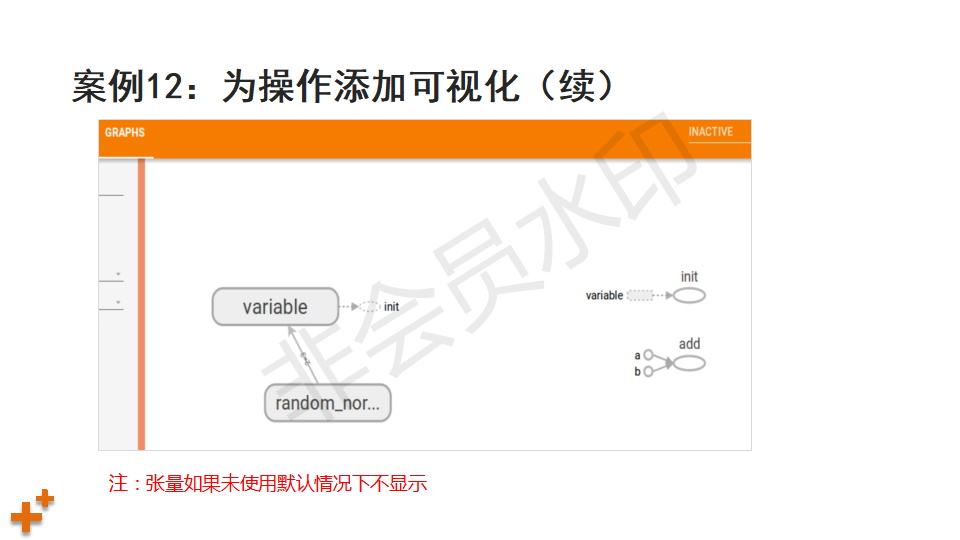 案例12：为操作添加可视化（续）
GRAPHS
INACTIVE
variable
init
random_nor...
init
variable
add
a
b
注：张量如果未使用默认情况下不显示
非会员水印